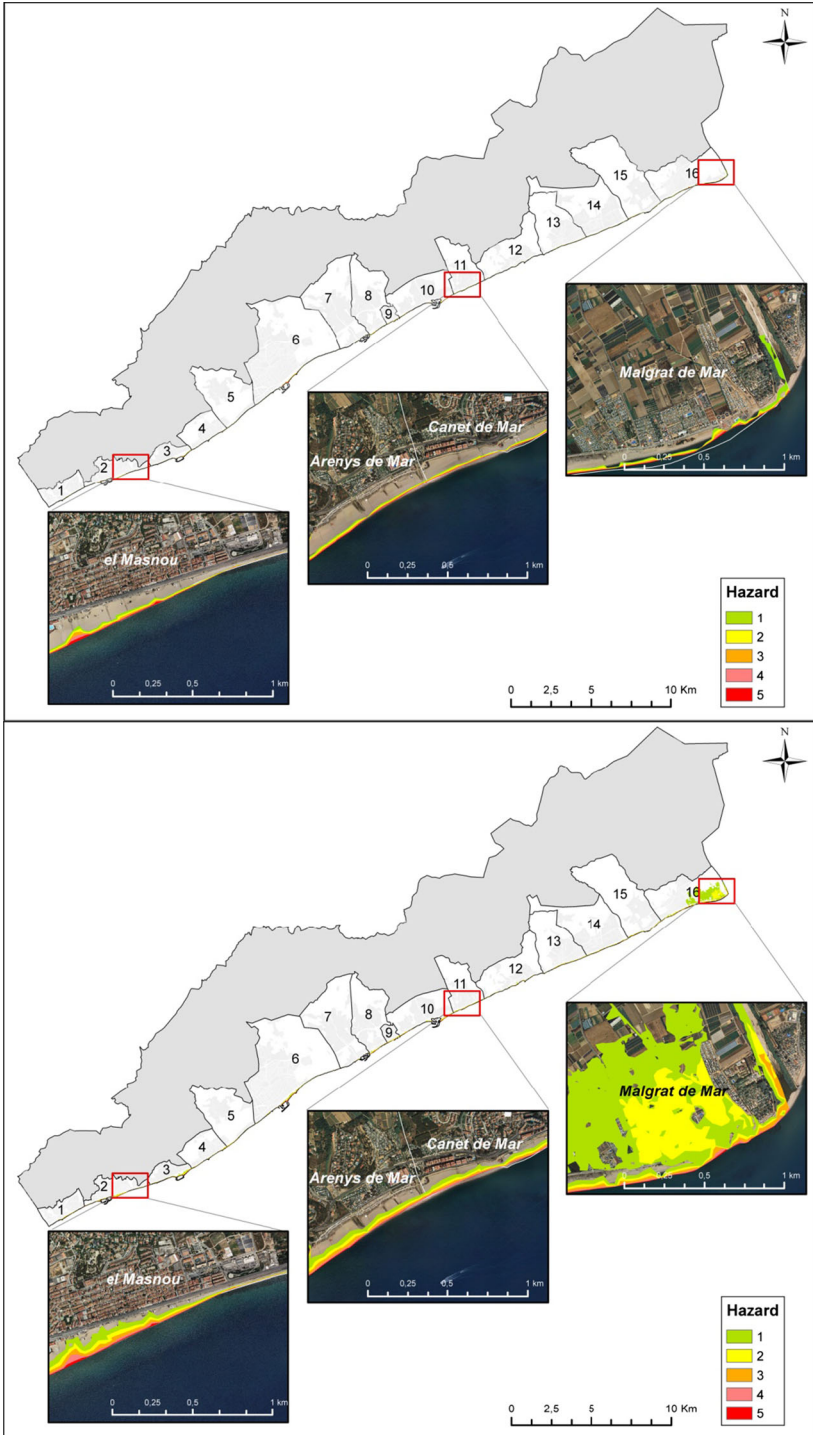 N
15
16
14
13
12
11
7
8
10
9
6
5
4
3
2
1
Malgrat de Mar
0 0,25 0,5 1 km
Canet de Mar
Arenys de Mar
0 0,25 0,5 1 km
el Masnou
0 0,25 0,5 1 km
Hazard
1
2
3
4
5
0 2,5 5 10 Km
N
15
16
14
13
12
11
7
8
10
9
6
5
4
3
2
1
Malgrat de Mar
0 0,25 0,5 1 km
Canet de Mar
Arenys de Mar
0 0,25 0,5 1 km
el Masnou
0 0,25 0,5 1 km
Hazard
1
2
3
4
5
0 2,5 5 10 Km